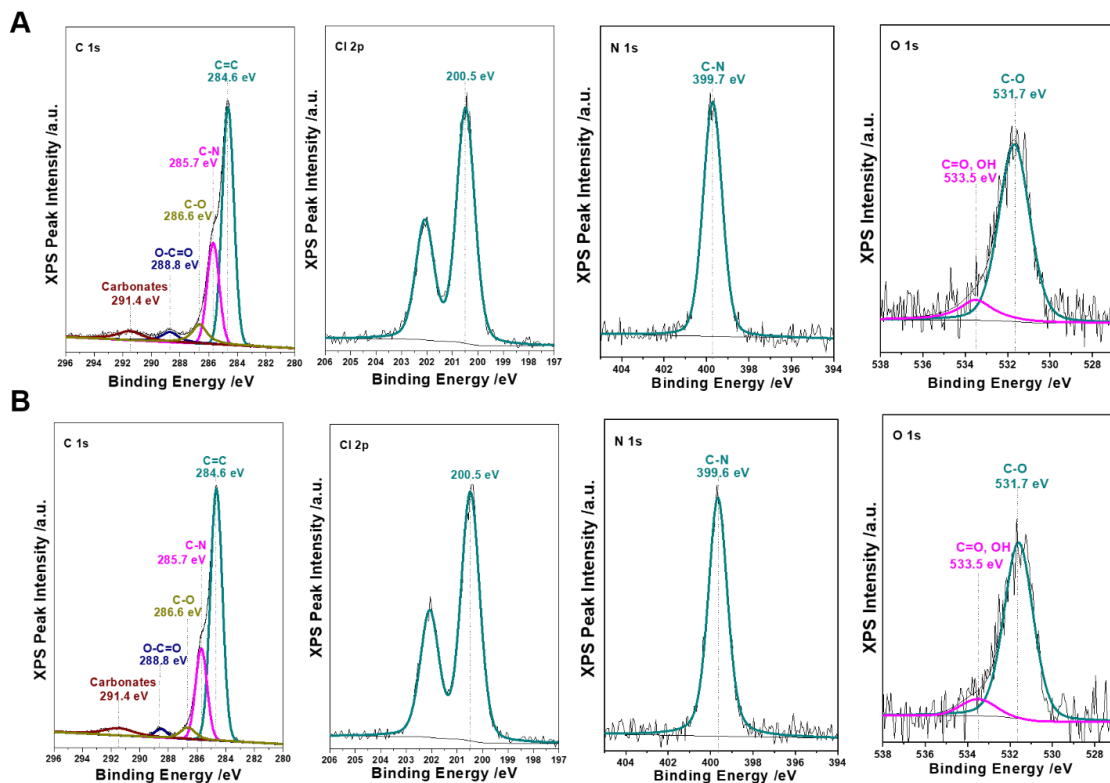 A
C 1s
C=C
284.6 eV
C-N
285.7 eV
C-O
286.6 eV
O-C=O
288.8 eV
Carbonates
291.4 eV
XPS Peak Intensity /a.u.
296 294 292 290 288 286 284 282 280
Binding Energy /eV
Cl 2p
200.5 eV
XPS Peak Intensity /a.u.
206 205 204 203 202 201 200 199 198 197
Binding Energy /eV
N 1s
C-N
399.7 eV
XPS Peak Intensity /a.u.
404 402 400 398 396 394
Binding Energy /eV
O 1s
C-O
531.7 eV
C=O, OH
533.5 eV
XPS Intensity /a.u.
538 536 534 532 530 528
Binding Energy /eV
B
C 1s
C=C
284.6 eV
C-N
285.7 eV
C-O
286.6 eV
O-C=O
288.8 eV
Carbonates
291.4 eV
XPS Peak Intensity /a.u.
296 294 292 290 288 286 284 282 280
Binding Energy /eV
Cl 2p
200.5 eV
XPS Peak Intensity /a.u.
206 205 204 203 202 201 200 199 198 197
Binding Energy /eV
N 1s
C-N
399.6 eV
XPS Peak Intensity /a.u.
404 402 400 398 396 394
Binding Energy /eV
O 1s
C-O
531.7 eV
C=O, OH
533.5 eV
XPS Intensity /a.u.
538 536 534 532 530 528
Binding Energy /eV